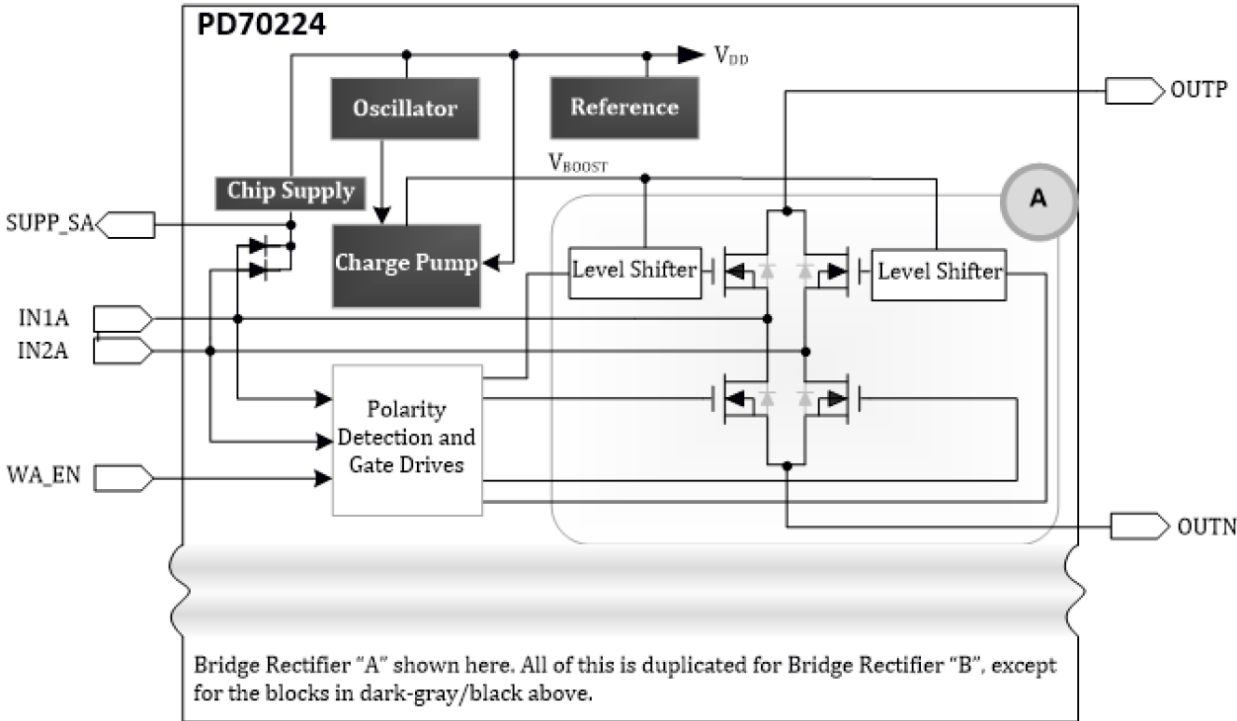 PD70224
V_DD
Oscillator
Reference
OUTP
V_BOOST
Chip Supply
A
SUPP_SA
Charge Pump
Level Shifter
Level Shifter
IN1A
IN2A
Polarity
Detection and
Gate Drives
WA_EN
OUTN
Bridge Rectifier “A” shown here. All of this is duplicated for Bridge Rectifier “B”, except
for the blocks in dark-gray/black above.